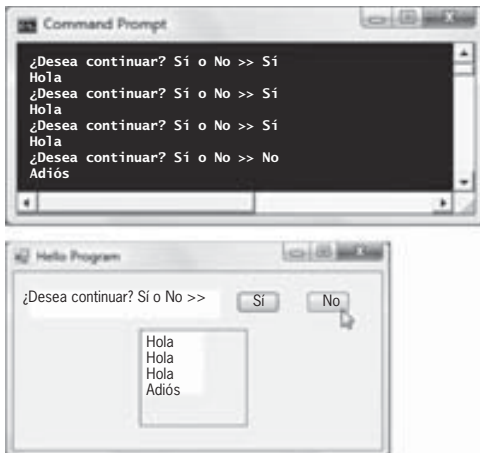 Command Prompt
¿Desea continuar? Sí o No >> Sí
Hola
¿Desea continuar? Sí o No >> Sí
Hola
¿Desea continuar? Sí o No >> Sí
Hola
¿Desea continuar? Sí o No >> No
Adiós
Hello Program
¿Desea continuar? Sí o No >> Sí No
Hola
Hola
Hola
Adiós